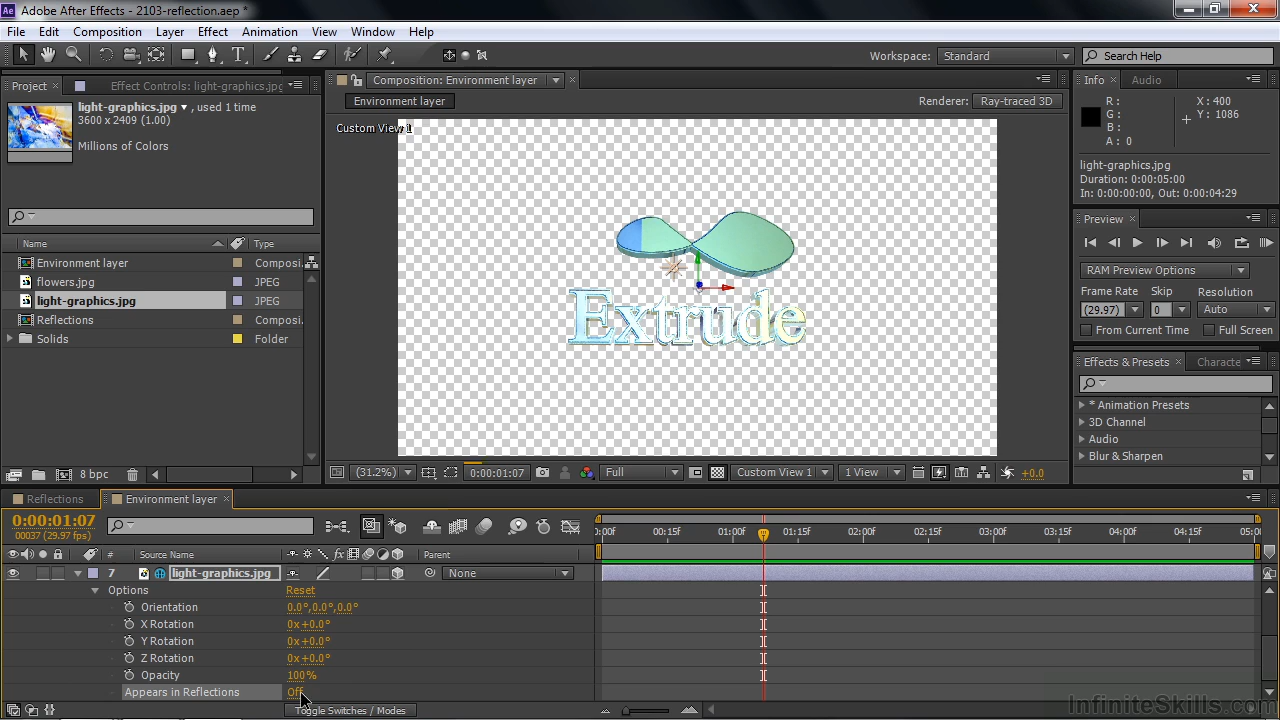 Ae Adobe After Effects - 2103-reflection.aep *
File Edit Composition Layer Effect Animation View Window Help
Workspace: Standard Search Help
Project Effect Controls: light-graphics.jpg
light-graphics.jpg , used 1 time
3600 x 2409 (1.00)
Millions of Colors
Name Type
Environment layer Composi...
flowers.jpg JPEG
light-graphics.jpg JPEG
Reflections Composi...
Solids Folder
8 bpc
Composition: Environment layer
Environment layer
Renderer: Ray-traced 3D
Custom View 1
Extrude
(31.2%) 0:00:01:07 Full Custom View 1 1 View +0.0
Info Audio
R :
G :
B :
A : 0
X : 400
Y : 1086
light-graphics.jpg
Duration: 0:00:05:00
In: 0:00:00:00, Out: 0:00:04:29
Preview
RAM Preview Options
Frame Rate Skip Resolution
(29.97) 0 Auto
From Current Time Full Screen
Effects & Presets Characte
* Animation Presets
3D Channel
Audio
Blur & Sharpen
Reflections Environment layer
0:00:01:07
00037 (29.97 fps)
:00f 00:15f 01:00f 01:15f 02:00f 02:15f 03:00f 03:15f 04:00f 04:15f 05:0
# Source Name fx Parent
7 light-graphics.jpg None
Options Reset
Orientation 0.0°,0.0°,0.0°
X Rotation 0x+0.0°
Y Rotation 0x+0.0°
Z Rotation 0x+0.0°
Opacity 100%
Appears in Reflections Off
Toggle Switches / Modes
InfiniteSkills.com